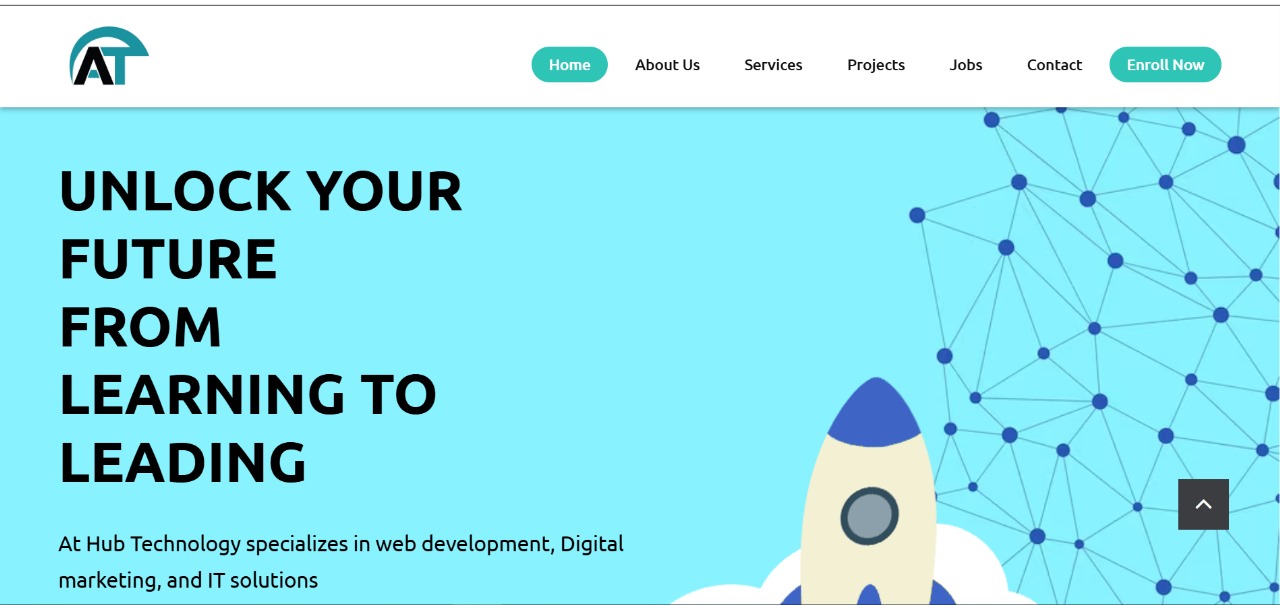 AT
Home About Us Services Projects Jobs Contact Enroll Now
UNLOCK YOUR
FUTURE
FROM
LEARNING TO
LEADING
At Hub Technology specializes in web development, Digital
marketing, and IT solutions